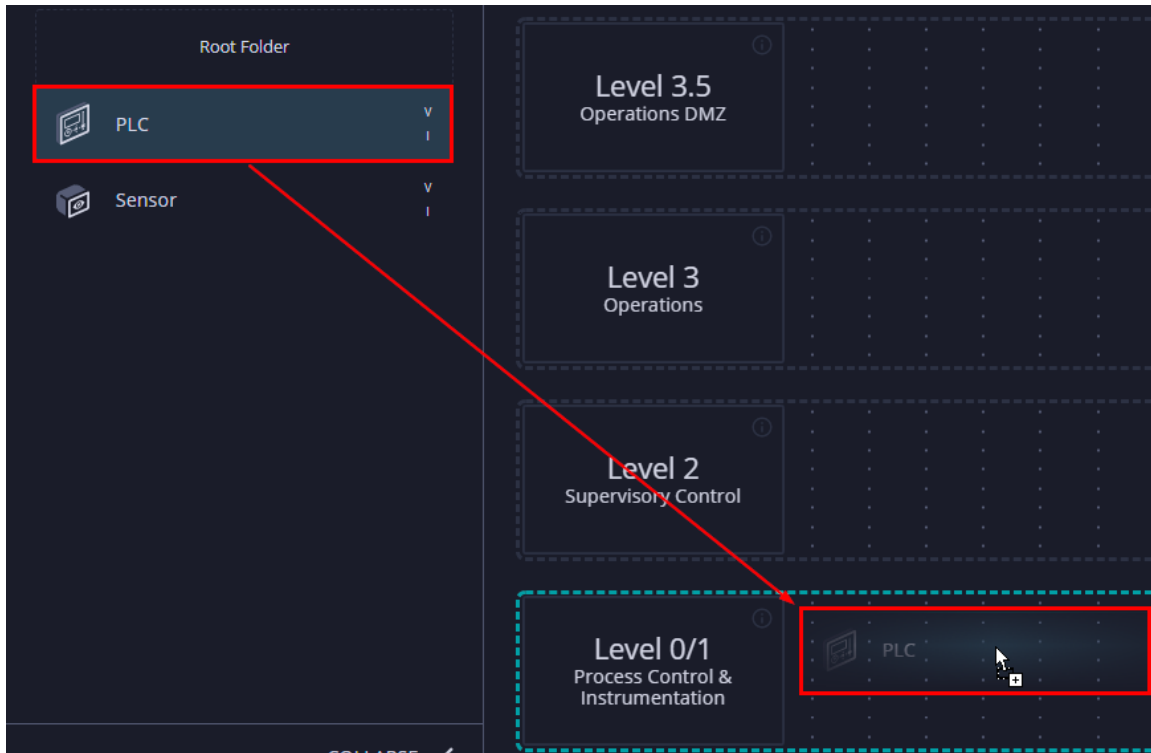 Root Folder
PLC
V
I
Sensor
V
I
Level 3.5
Operations DMZ
Level 3
Operations
Level 2
Supervisory Control
Level 0/1
Process Control &
Instrumentation
PLC